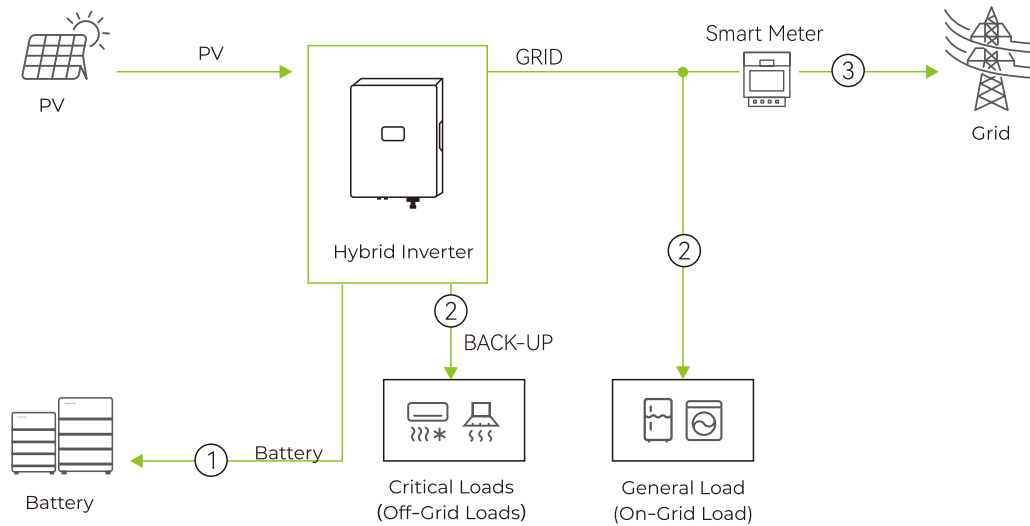 Smart Meter
PV
GRID
3
PV
Grid
Hybrid Inverter
2
2
BACK-UP
1
Battery
Battery
Critical Loads
(Off-Grid Loads)
General Load
(On-Grid Load)